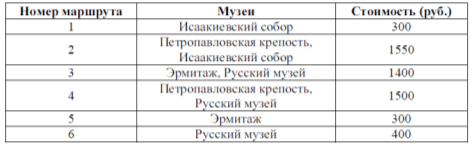 Номер маршрута Музеи Стоимость (руб.)
1 Исаакиевский собор 300
2 Петропавловская крепость, 1550
Исаакиевский собор
3 Эрмитаж, Русский музей 1400
4 Петропавловская крепость, 1500
Русский музей
5 Эрмитаж 300
6 Русский музей 400